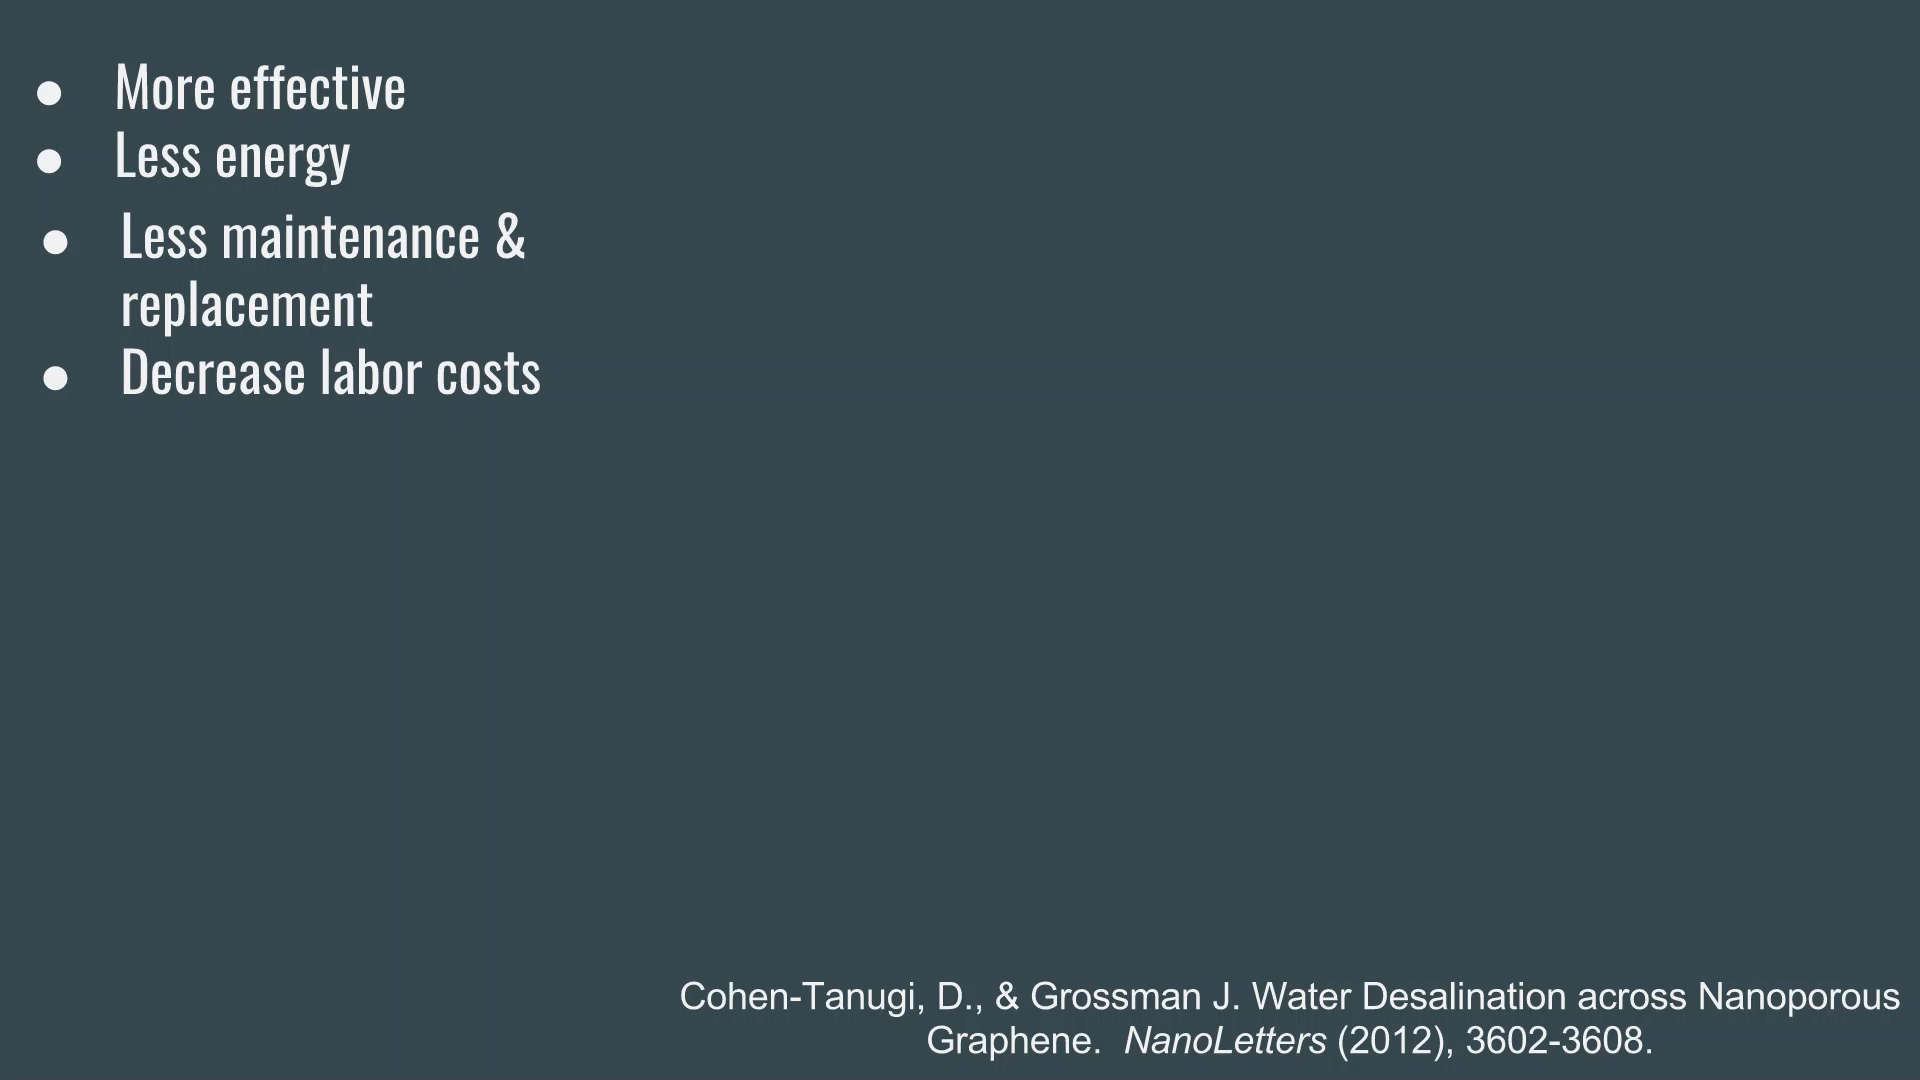 ● More effective
● Less energy
● Less maintenance &
replacement
● Decrease labor costs
Cohen-Tanugi, D., & Grossman J. Water Desalination across Nanoporous
Graphene.  NanoLetters (2012), 3602-3608.